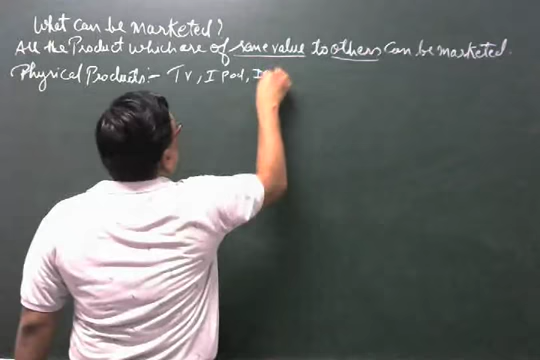 What can be marketed?
All the Product which are of some value to others can be marketed.
Physical Products:- TV, I Pod, I